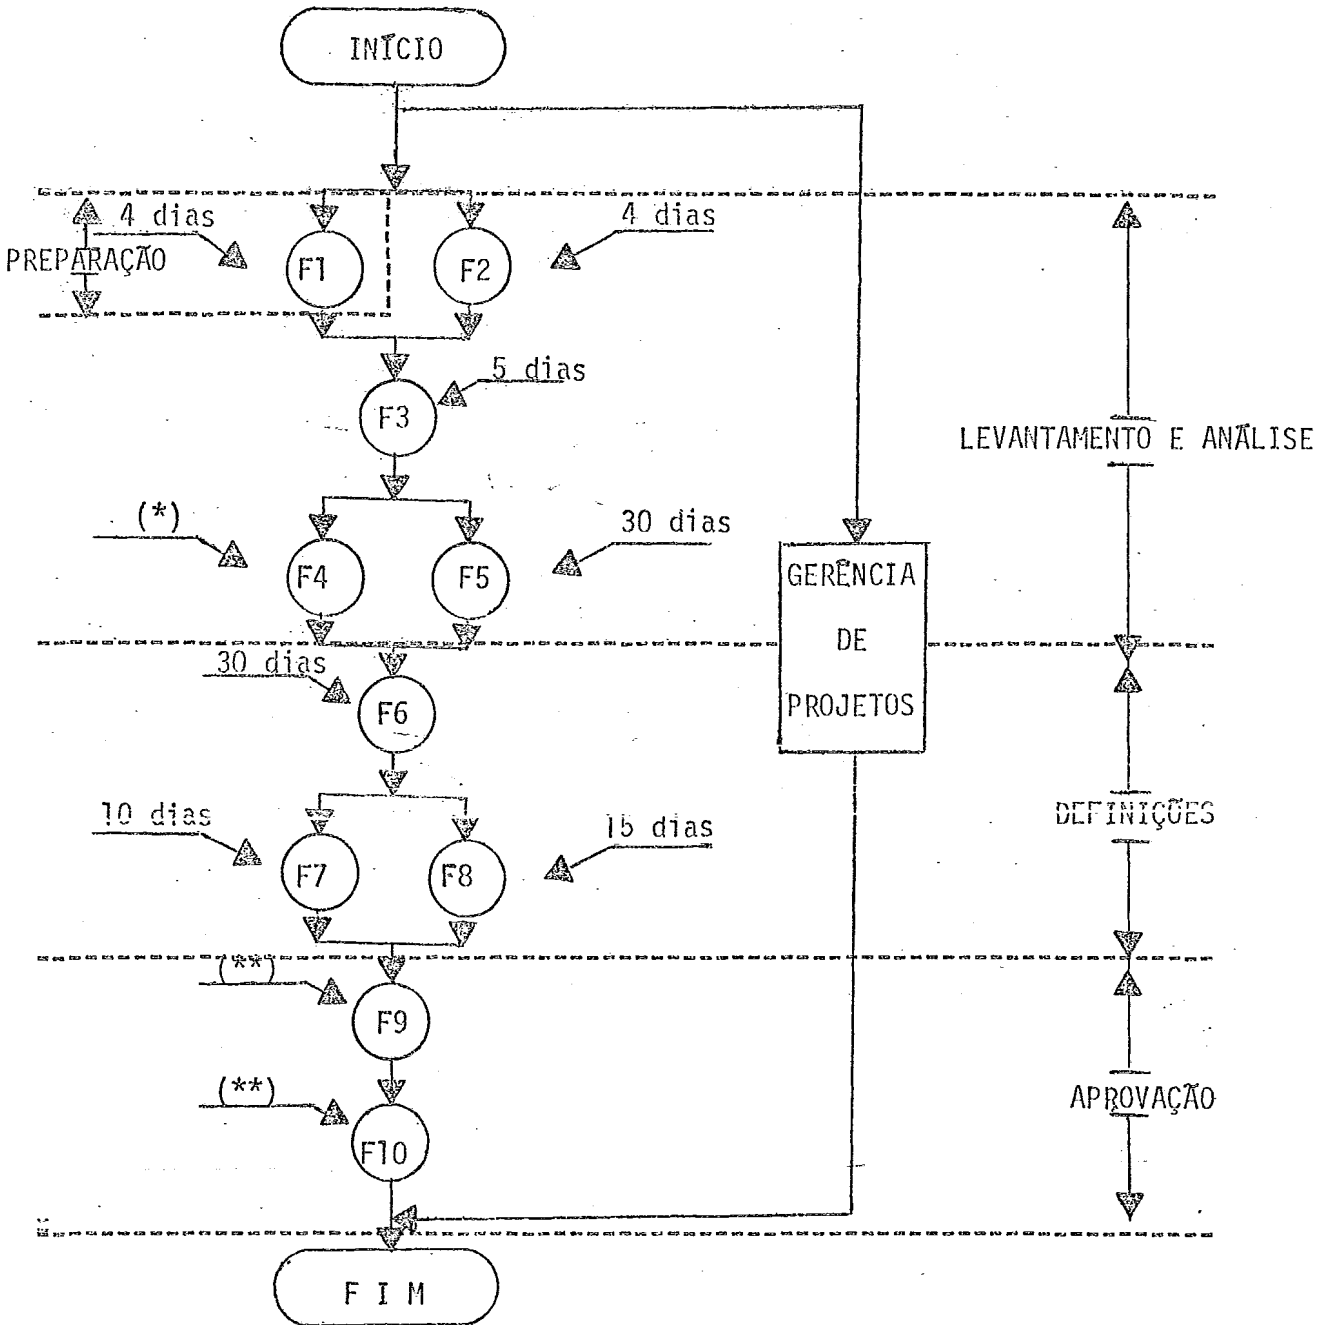 INÍCIO
4 dias
4 dias
PREPARAÇÃO
F1
F2
5 dias
F3
LEVANTAMENTO E ANÁLISE
(*)
30 dias
F4
F5
GERÊNCIA
DE
PROJETOS
30 dias
F6
10 dias
15 dias
DEFINIÇÕES
F7
F8
(**)
F9
(**)
APROVAÇÃO
F10
F I M